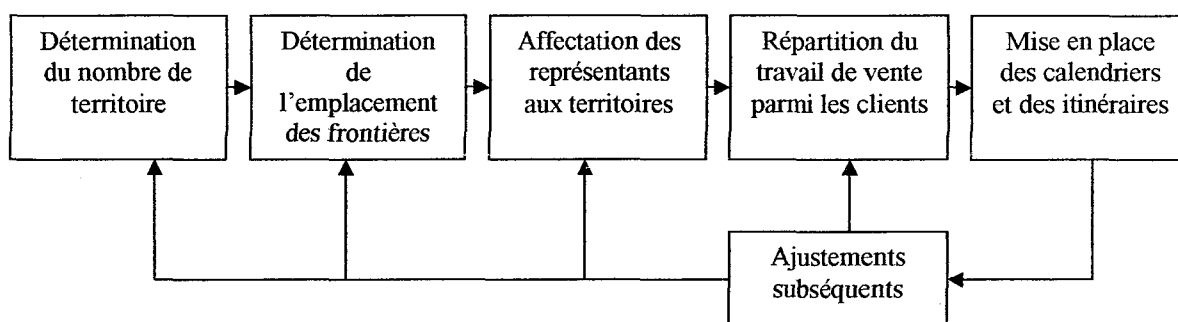 Détermination
du nombre de
territoire
Détermination
de
l'emplacement
des frontières
Affectation des
représentants
aux territoires
Répartition du
travail de vente
parmi les clients
Mise en place
des calendriers
et des itinéraires
Ajustements
subséquents